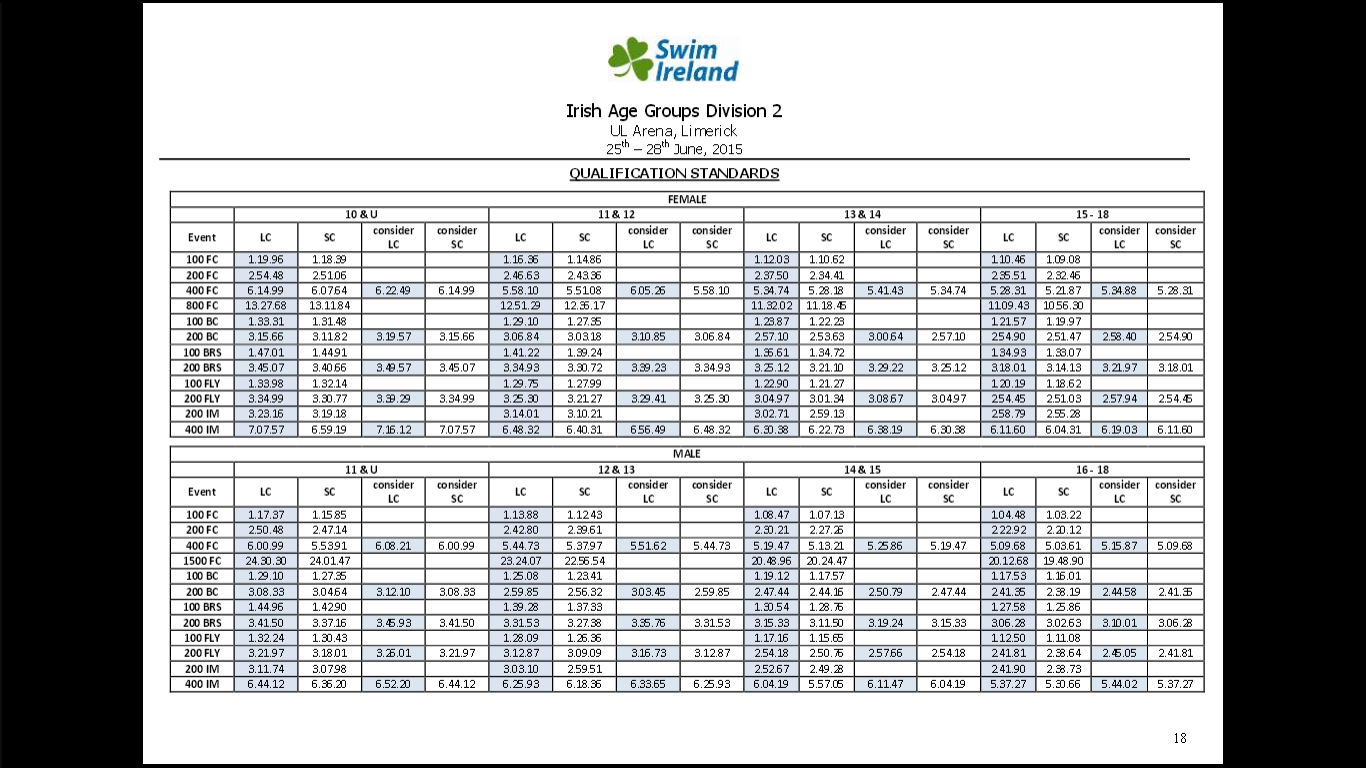 Swim
Ireland
Irish Age Groups Division 2
UL Arena, Limerick
25th – 28th June, 2015
QUALIFICATION STANDARDS
FEMALE
10 & U 11 & 12 13 & 14 15 - 18
Event LC SC consider LC consider SC LC SC consider LC consider SC LC SC consider LC consider SC LC SC consider LC consider SC
100 FC 1.19.96 1.18.39 1.16.36 1.14.86 1.12.03 1.10.62 1.10.46 1.09.08
200 FC 2.54.48 2.51.06 2.46.63 2.43.36 2.37.50 2.34.41 2.35.51 2.32.46
400 FC 6.14.99 6.07.64 6.22.49 6.14.99 5.58.10 5.51.08 6.05.26 5.58.10 5.34.74 5.28.18 5.41.43 5.34.74 5.28.31 5.21.87 5.34.88 5.28.31
800 FC 13.27.68 13.11.84 12.51.29 12.36.17 11.32.02 11.18.45 11.09.43 10.56.30
100 BC 1.33.31 1.31.48 1.29.10 1.27.35 1.23.87 1.22.23 1.21.57 1.19.97
200 BC 3.15.66 3.11.82 3.19.57 3.15.66 3.06.84 3.03.18 3.10.85 3.06.84 2.57.10 2.53.63 3.00.64 2.57.10 2.54.90 2.51.47 2.58.40 2.54.90
100 BRS 1.47.01 1.44.91 1.41.22 1.39.24 1.36.61 1.34.72 1.34.93 1.33.07
200 BRS 3.45.07 3.40.66 3.49.57 3.45.07 3.34.93 3.30.72 3.39.23 3.34.93 3.25.12 3.21.10 3.29.22 3.25.12 3.18.01 3.14.13 3.21.97 3.18.01
100 FLY 1.33.98 1.32.14 1.29.75 1.27.99 1.22.90 1.21.27 1.20.19 1.18.62
200 FLY 3.34.99 3.30.77 3.39.29 3.34.99 3.25.30 3.21.27 3.29.41 3.25.30 3.04.97 3.01.34 3.08.67 3.04.97 2.54.45 2.51.03 2.57.94 2.54.45
200 IM 3.23.16 3.19.18 3.14.01 3.10.21 3.02.71 2.59.13 2.58.79 2.55.28
400 IM 7.07.57 6.59.19 7.16.12 7.07.57 6.48.32 6.40.31 6.56.49 6.48.32 6.30.38 6.22.73 6.38.19 6.30.38 6.11.60 6.04.31 6.19.03 6.11.60
MALE
11 & U 12 & 13 14 & 15 16 - 18
Event LC SC consider LC consider SC LC SC consider LC consider SC LC SC consider LC consider SC LC SC consider LC consider SC
100 FC 1.17.37 1.15.85 1.13.88 1.12.43 1.08.47 1.07.13 1.04.48 1.03.22
200 FC 2.50.48 2.47.14 2.42.80 2.39.61 2.30.21 2.27.26 2.22.92 2.20.12
400 FC 6.00.99 5.53.91 6.08.21 6.00.99 5.44.73 5.37.97 5.51.62 5.44.73 5.19.47 5.13.21 5.25.86 5.19.47 5.09.68 5.03.61 5.15.87 5.09.68
1500 FC 24.30.30 24.01.47 23.24.07 22.56.54 20.48.96 20.24.47 20.12.68 19.48.90
100 BC 1.29.10 1.27.35 1.25.08 1.23.41 1.19.12 1.17.57 1.17.53 1.16.01
200 BC 3.08.33 3.04.64 3.12.10 3.08.33 2.59.85 2.56.32 3.03.45 2.59.85 2.47.44 2.44.16 2.50.79 2.47.44 2.41.35 2.38.19 2.44.58 2.41.35
100 BRS 1.44.96 1.42.90 1.39.28 1.37.33 1.30.54 1.28.76 1.27.58 1.25.86
200 BRS 3.41.50 3.37.16 3.45.93 3.41.50 3.31.53 3.27.38 3.35.76 3.31.53 3.15.33 3.11.50 3.19.24 3.15.33 3.06.28 3.02.63 3.10.01 3.06.28
100 FLY 1.32.24 1.30.43 1.28.09 1.26.36 1.17.16 1.15.65 1.12.50 1.11.08
200 FLY 3.21.97 3.18.01 3.26.01 3.21.97 3.12.87 3.09.09 3.16.73 3.12.87 2.54.18 2.50.76 2.57.66 2.54.18 2.41.81 2.38.64 2.45.05 2.41.81
200 IM 3.11.74 3.07.98 3.03.10 2.59.51 2.52.67 2.49.28 2.41.90 2.38.73
400 IM 6.44.12 6.36.20 6.52.20 6.44.12 6.25.93 6.18.36 6.33.65 6.25.93 6.04.19 5.57.05 6.11.47 6.04.19 5.37.27 5.30.66 5.44.02 5.37.27
18